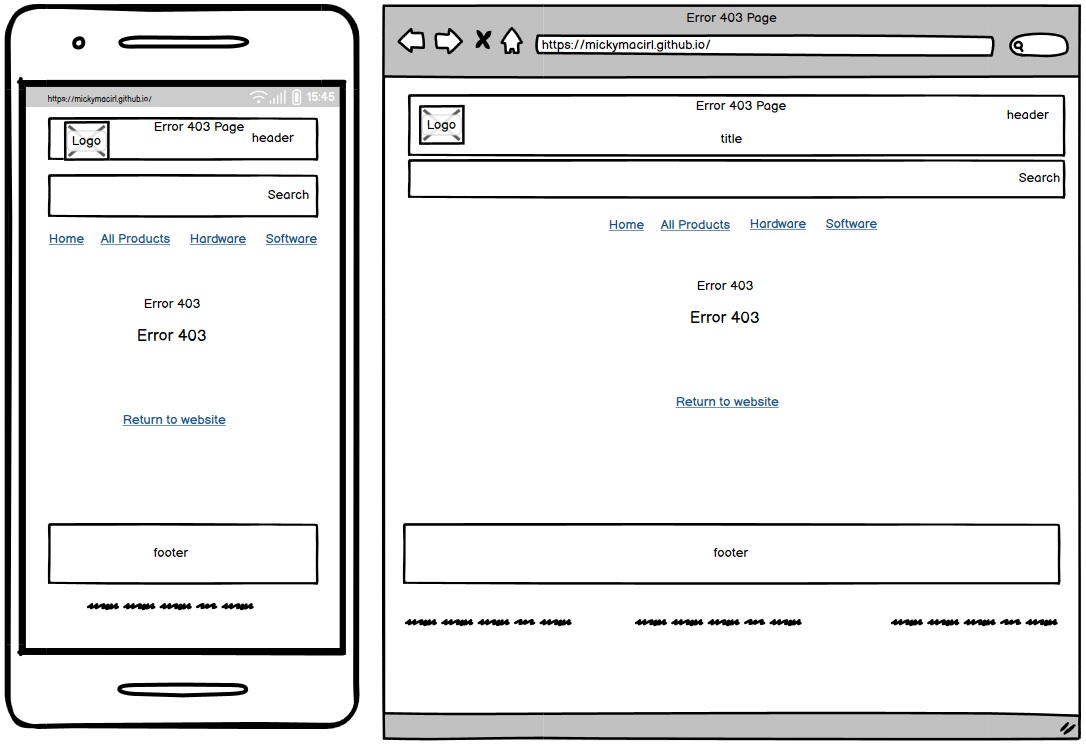 https://mickymacirl.github.io/
15:45
Logo
Error 403 Page
header
Search
Home All Products Hardware Software
Error 403
Error 403
Return to website
footer
Error 403 Page
https://mickymacirl.github.io/
Logo
Error 403 Page
header
title
Search
Home All Products Hardware Software
Error 403
Error 403
Return to website
footer